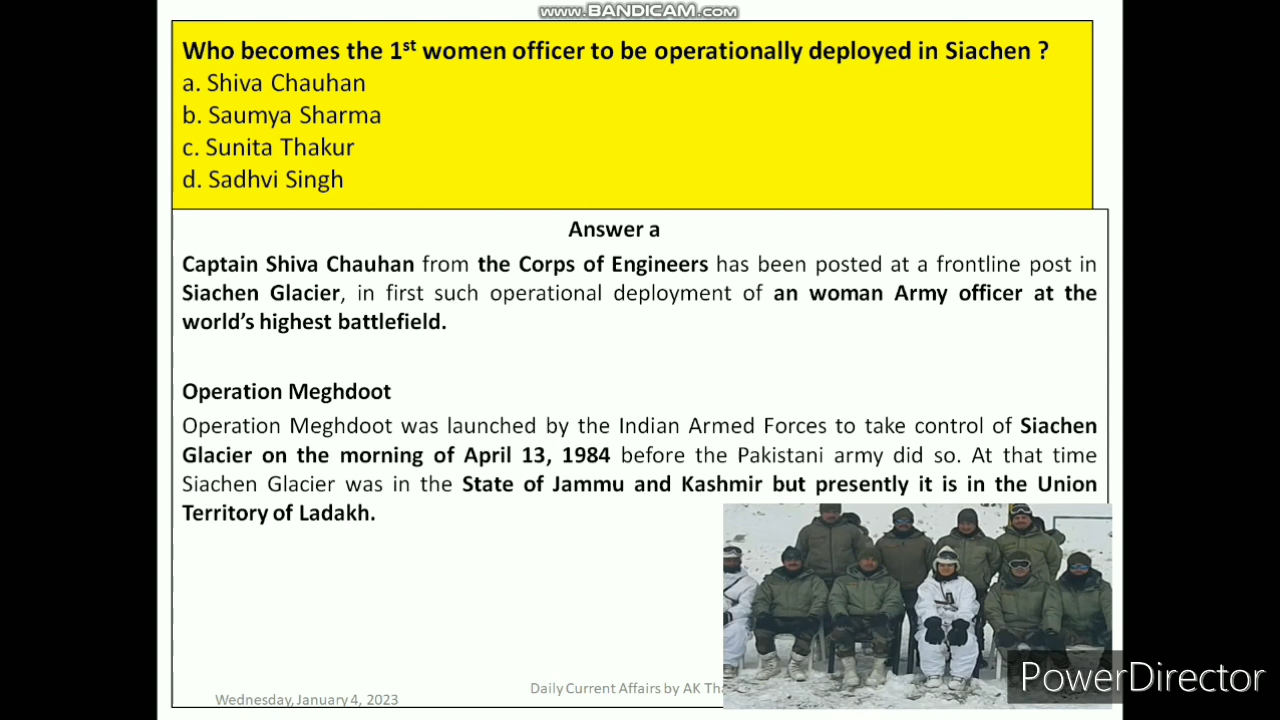 www.BANDICAM.com
Who becomes the 1st women officer to be operationally deployed in Siachen ?
a. Shiva Chauhan
b. Saumya Sharma
c. Sunita Thakur
d. Sadhvi Singh
Answer a
Captain Shiva Chauhan from the Corps of Engineers has been posted at a frontline post in
Siachen Glacier, in first such operational deployment of an woman Army officer at the
world’s highest battlefield.
Operation Meghdoot
Operation Meghdoot was launched by the Indian Armed Forces to take control of Siachen
Glacier on the morning of April 13, 1984 before the Pakistani army did so. At that time
Siachen Glacier was in the State of Jammu and Kashmir but presently it is in the Union
Territory of Ladakh.
Wednesday, January 4, 2023
Daily Current Affairs by AK
PowerDirector